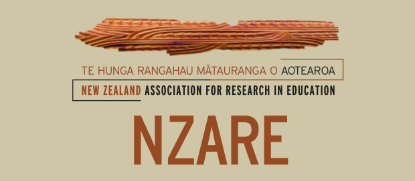 TE HUNGA RANGAHAU MĀTAURANGA O AOTEAROA
NEW ZEALAND ASSOCIATION FOR RESEARCH IN EDUCATION
NZARE